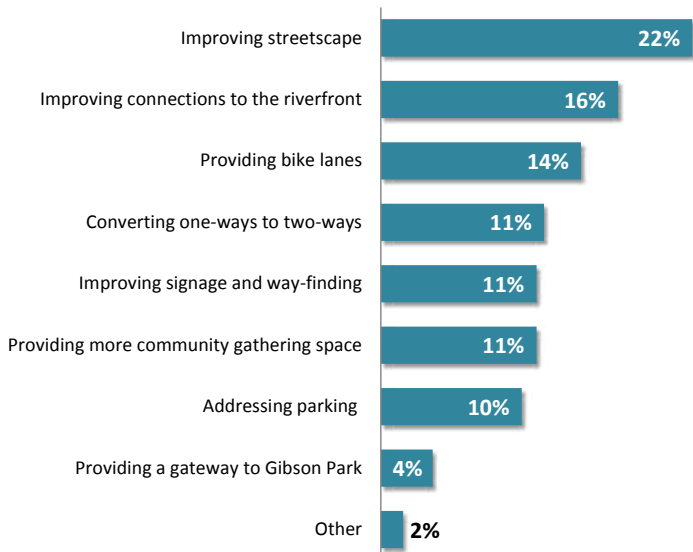 Improving streetscape 22%
Improving connections to the riverfront 16%
Providing bike lanes 14%
Converting one-ways to two-ways 11%
Improving signage and way-finding 11%
Providing more community gathering space 11%
Addressing parking 10%
Providing a gateway to Gibson Park 4%
Other 2%